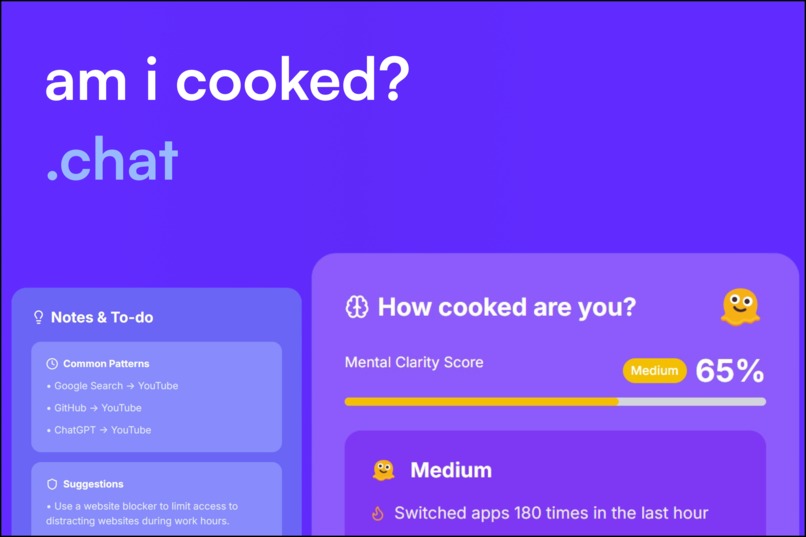 am i cooked?
.chat
Notes & To-do
Common Patterns
• Google Search → YouTube
• GitHub → YouTube
• ChatGPT → YouTube
Suggestions
• Use a website blocker to limit access to
distracting websites during work hours.
How cooked are you?
Mental Clarity Score
Medium 65%
Medium
Switched apps 180 times in the last hour